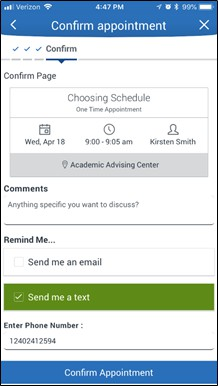 Verizon 4:47 PM 89%
Confirm appointment
Confirm
Confirm Page
Choosing Schedule
One Time Appointment
Wed, Apr 18 9:00 - 9:05 am Kirsten Smith
Academic Advising Center
Comments
Anything specific you want to discuss?
Remind Me...
Send me an email
Send me a text
Enter Phone Number :
12402412594
Confirm Appointment